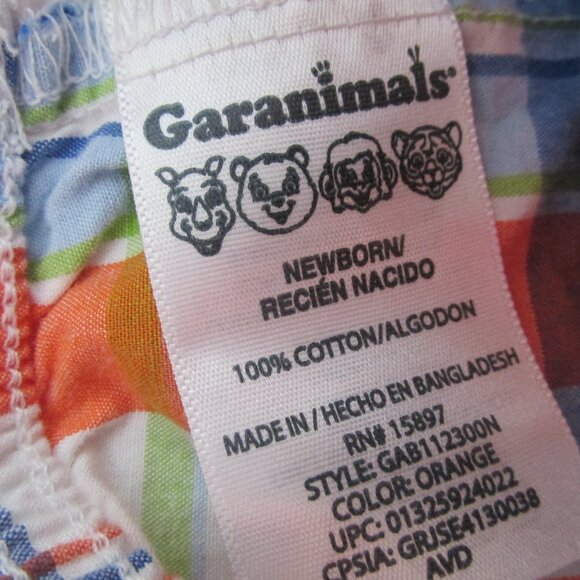 Garanimals
NEWBORN/
RECIÉN NACIDO
100% COTTON/ALGODON
MADE IN / HECHO EN BANGLADESH
RN# 15897
STYLE: GAB112300N
COLOR: ORANGE
UPC: 01325924022
CPSIA: GRJSE4130038
AVD